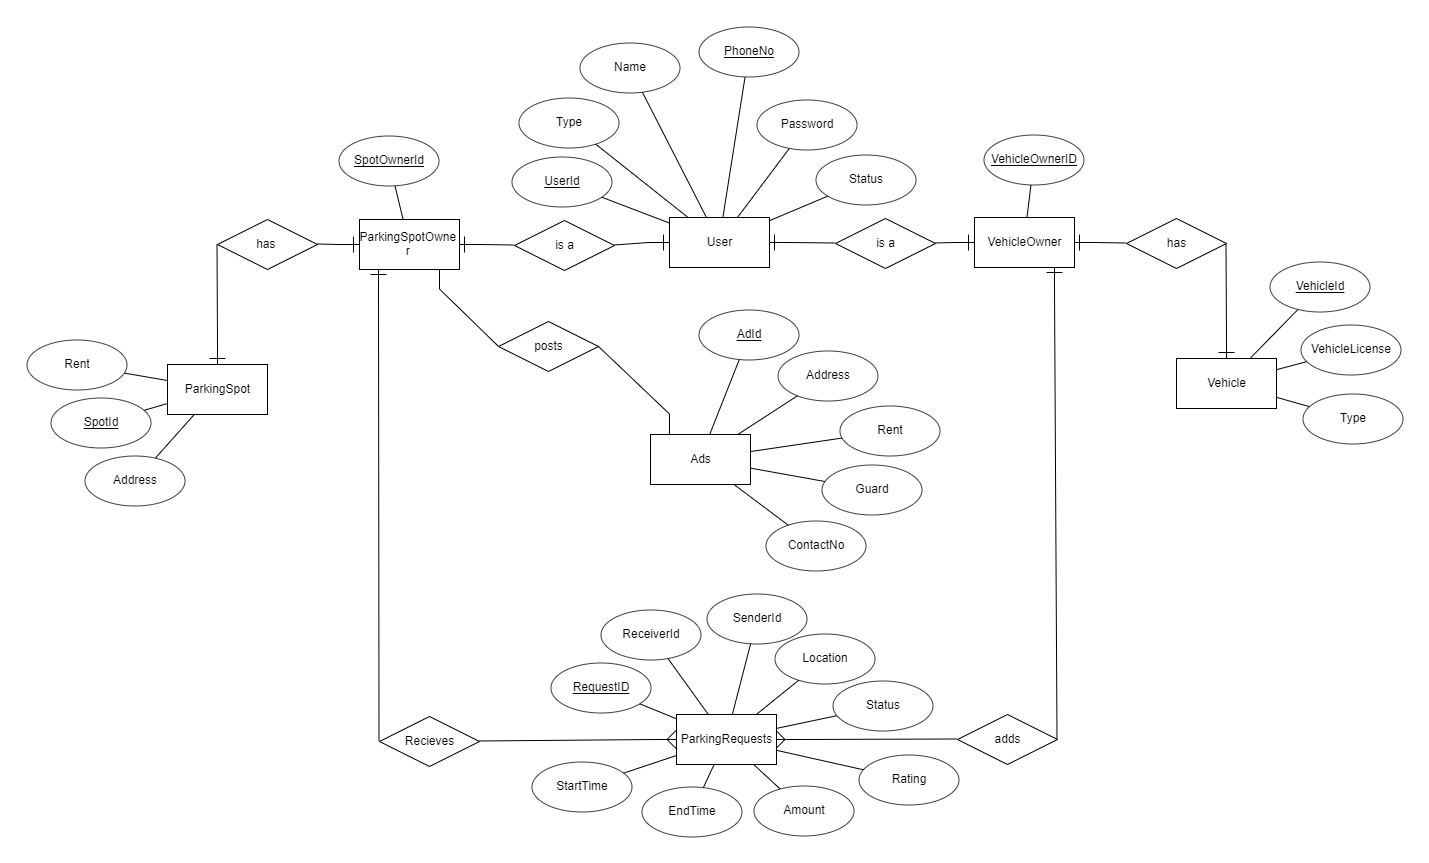 PhoneNo
Name
Type
Password
SpotOwnerId
VehicleOwnerID
UserId
Status
has
ParkingSpotOwne
r
is a
User
is a
VehicleOwner
has
VehicleId
posts
AdId
VehicleLicense
Rent
ParkingSpot
Address
Vehicle
SpotId
Type
Rent
Ads
Address
Guard
ContactNo
SenderId
ReceiverId
Location
RequestID
Status
Recieves
ParkingRequests
adds
StartTime
Rating
EndTime
Amount